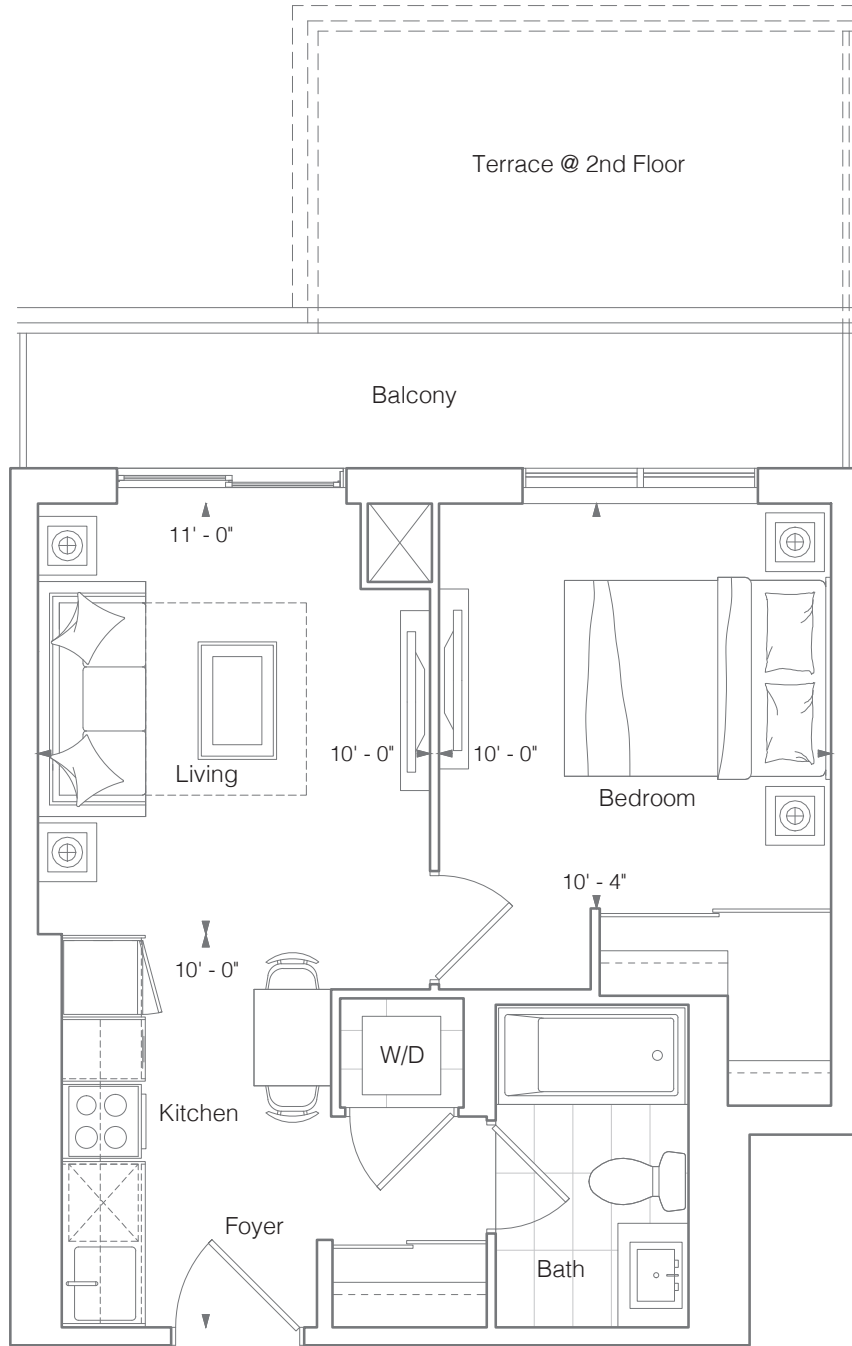 Terrace @ 2nd Floor
Balcony
11' - 0"
10' - 0"
10' - 0"
Living
Bedroom
10' - 4"
10' - 0"
W/D
Kitchen
Foyer
Bath